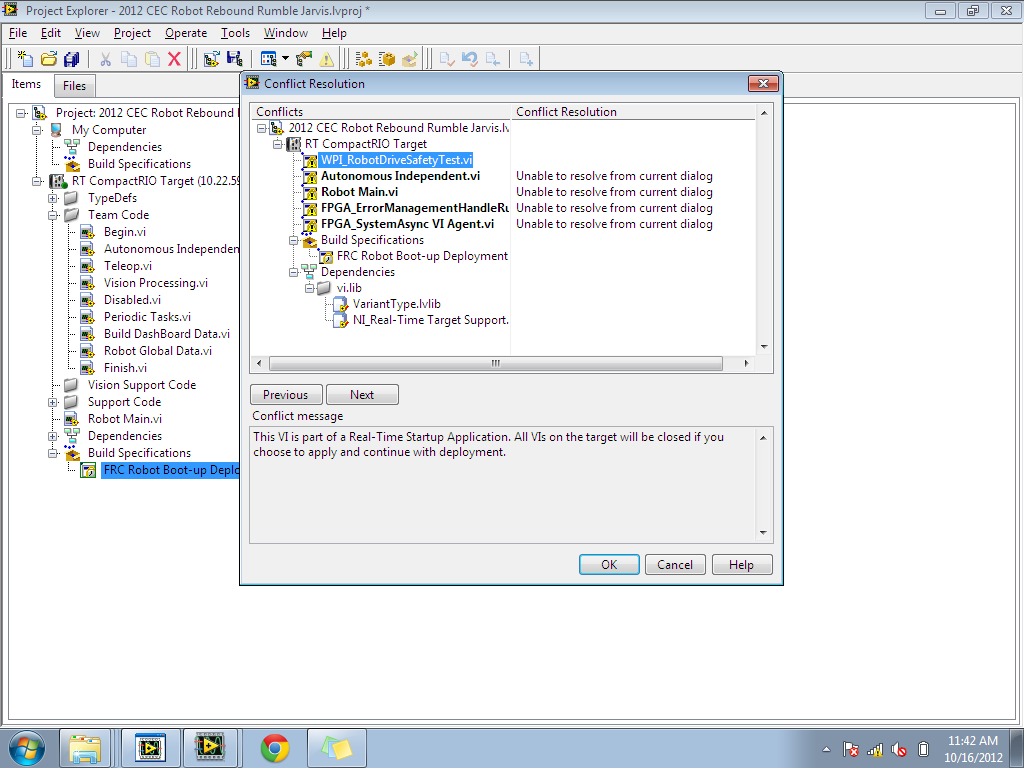 Project Explorer - 2012 CEC Robot Rebound Rumble Jarvis.lvproj *
File Edit View Project Operate Tools Window Help
Items Files
Project: 2012 CEC Robot Rebound
My Computer
Dependencies
Build Specifications
RT CompactRIO Target (10.22.59
TypeDefs
Team Code
Begin.vi
Autonomous Independen
Teleop.vi
Vision Processing.vi
Disabled.vi
Periodic Tasks.vi
Build DashBoard Data.vi
Robot Global Data.vi
Finish.vi
Vision Support Code
Support Code
Robot Main.vi
Dependencies
Build Specifications
FRC Robot Boot-up Deplo
Conflict Resolution
Conflicts Conflict Resolution
2012 CEC Robot Rebound Rumble Jarvis.lv
RT CompactRIO Target
WPI_RobotDriveSafetyTest.vi
Autonomous Independent.vi Unable to resolve from current dialog
Robot Main.vi Unable to resolve from current dialog
FPGA_ErrorManagementHandleRu Unable to resolve from current dialog
FPGA_SystemAsync VI Agent.vi Unable to resolve from current dialog
Build Specifications
FRC Robot Boot-up Deployment
Dependencies
vi.lib
VariantType.lvlib
NI_Real-Time Target Support.
Previous Next
Conflict message
This VI is part of a Real-Time Startup Application. All VIs on the target will be closed if you
choose to apply and continue with deployment.
OK Cancel Help
11:42 AM
10/16/2012